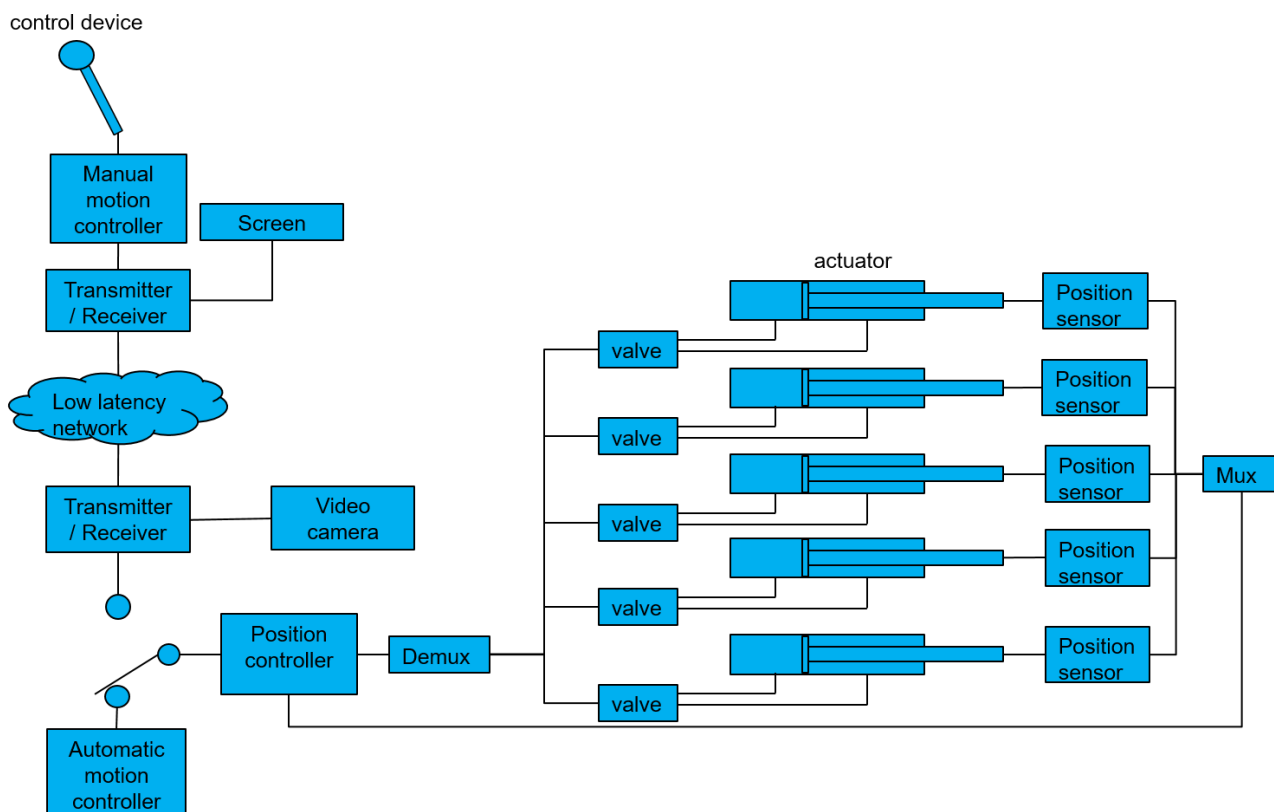 control device
Manual
motion
controller
Screen
Transmitter
/ Receiver
Low latency
network
Transmitter
/ Receiver
Video
camera
Position
controller
Demux
Automatic
motion
controller
actuator
valve
valve
valve
valve
valve
Position
sensor
Position
sensor
Position
sensor
Position
sensor
Position
sensor
Mux